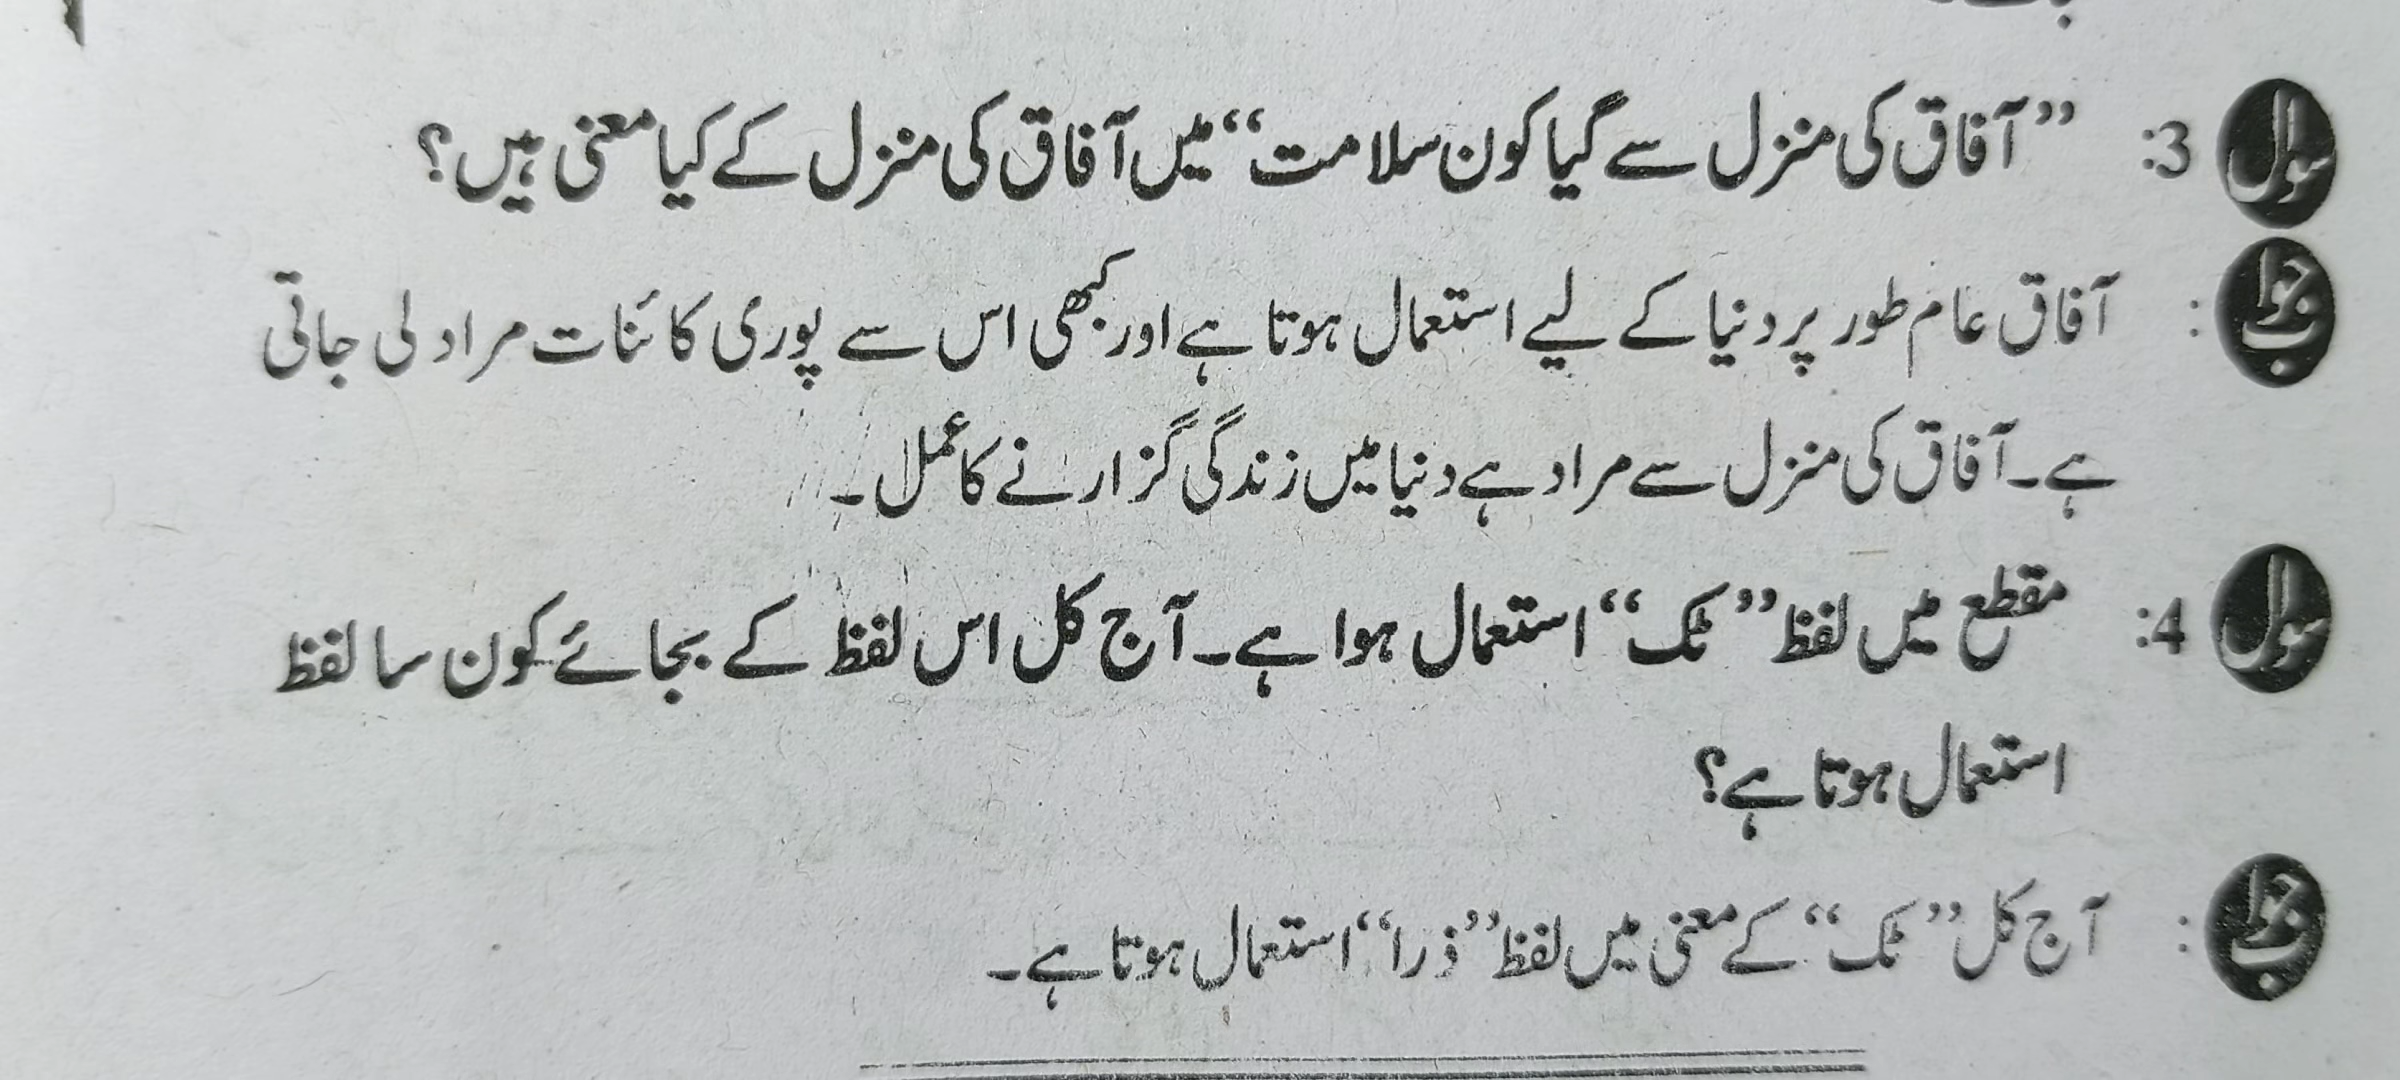 سوال 3: ”آفاق کی منزل سے گیا کون سلامت“ میں آفاق کی منزل کے کیا معنی ہیں؟
جواب : آفاق عام طور پر دنیا کے لیے استعمال ہوتا ہے اور کبھی اس سے پوری کائنات مراد لی جاتی
ہے۔ آفاق کی منزل سے مراد ہے دنیا میں زندگی گزارنے کا عمل۔
سوال 4: مقطع میں لفظ ”ٹک“ استعمال ہوا ہے۔ آج کل اس لفظ کے بجائے کون سا لفظ
استعمال ہوتا ہے؟
جواب : آج کل ”ٹک“ کے معنی میں لفظ ”ذرا“ استعمال ہوتا ہے۔